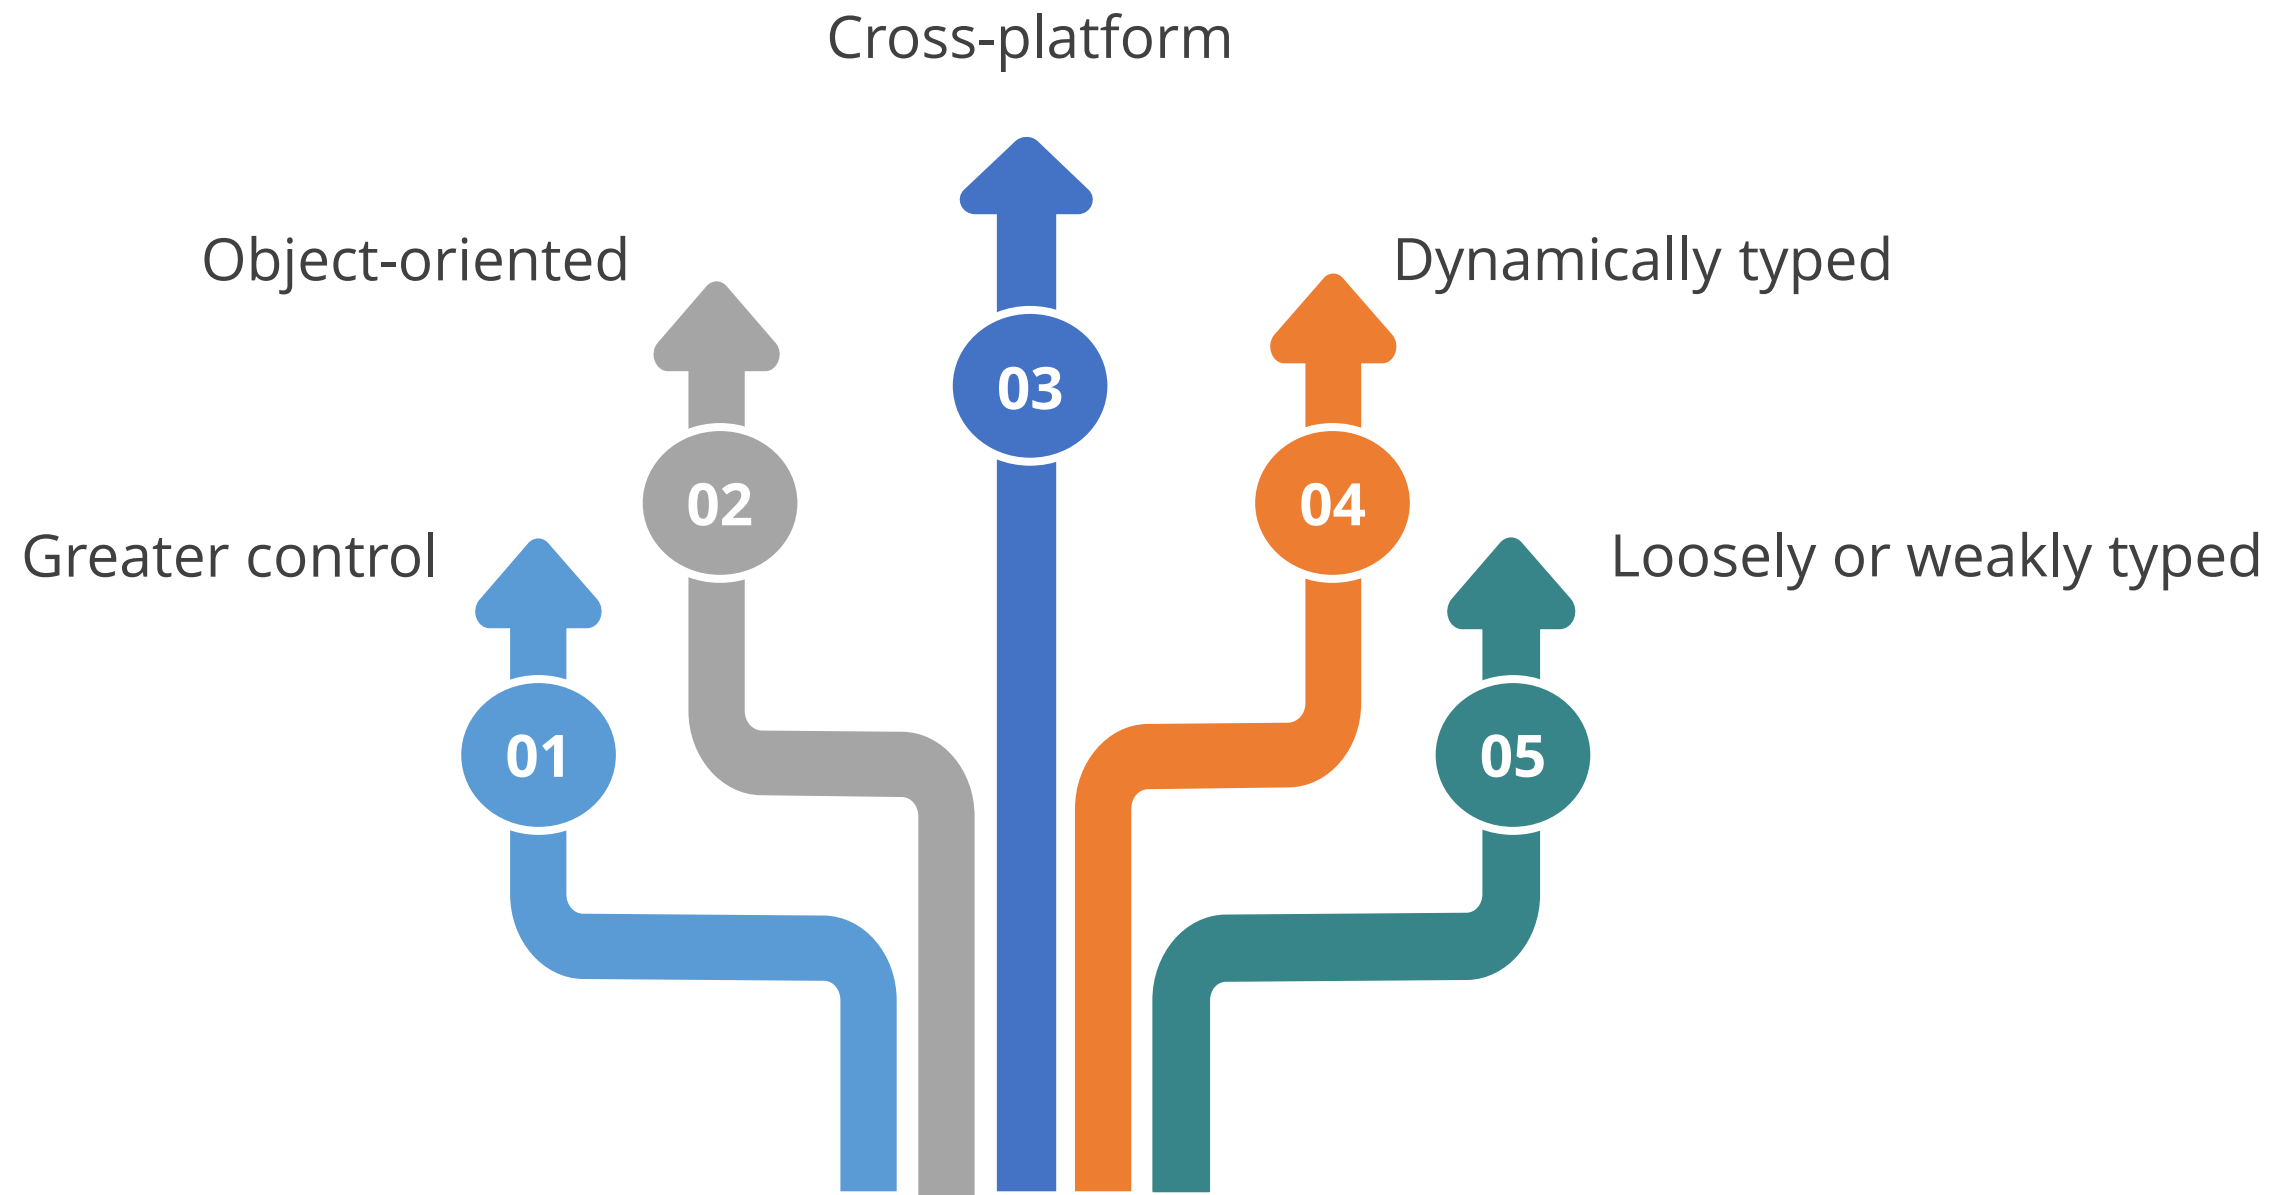 Cross-platform
Object-oriented
Dynamically typed
03
02
04
Greater control
Loosely or weakly typed
01
05